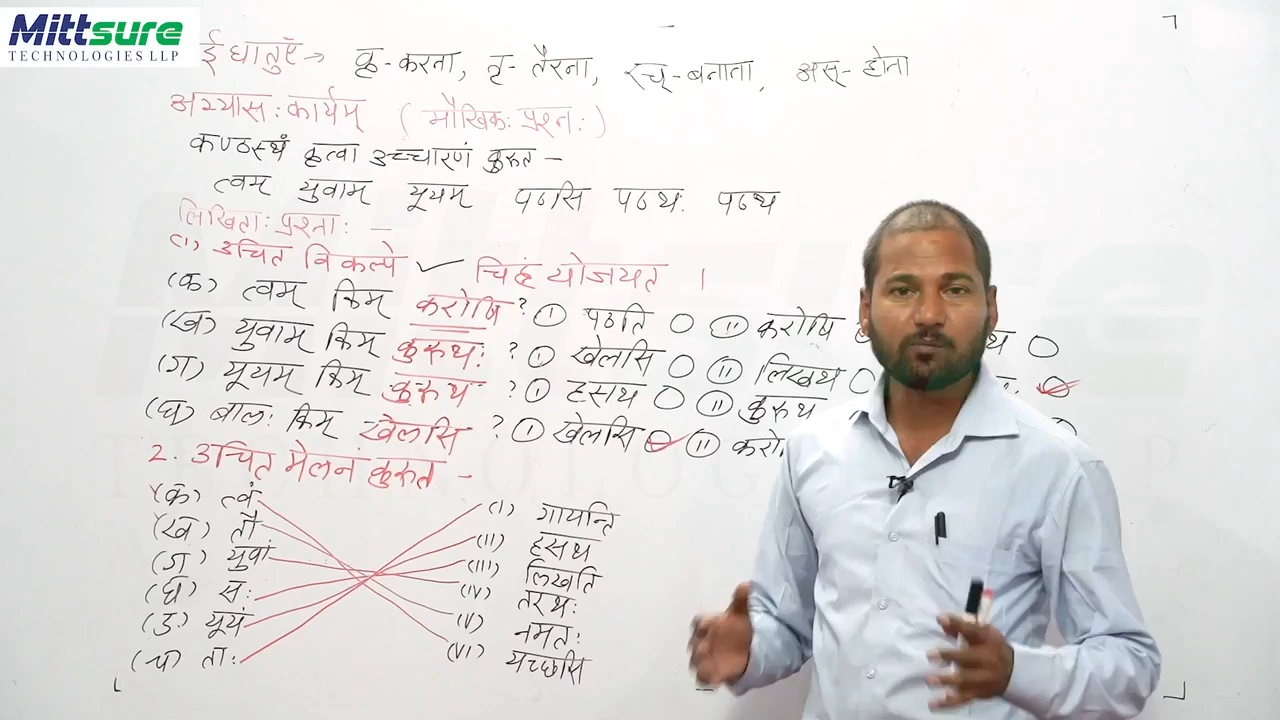 Mittsure
TECHNOLOGIES LLP
ई धातुएँ → कृ-करना, तृ-तैरना, रच्-बनाना, अस्-होना
अभ्यास: कार्यम् ( मौखिक: प्रश्न: )
कण्ठस्थं कृत्वा उच्चारणं कुरुत –
त्वम् युवाम् यूयम् पठसि पठथ: पठथ
लिखिता: प्रश्ना: –
(1) उचित विकल्पे ✓ चिह्नं योजयत ।
(क) त्वम् किम् करोषि ? (i) पठति ○ (ii) करोषि थ ○
(ख) युवाम् किम् कुरुथ: ? (i) खेलसि ○ (ii) लिखथ ○
(ग) यूयम् किम् कुरुथ ? (i) हसथ ○ (ii) कुरुथ
(घ) बाल: किम् खेलसि ? (i) खेलसि (ii) करो
2. उचित मेलनं कुरुत –
(क) त्वं (i) गायन्ति
(ख) तौ (ii) हसथ
(ग) युवां (iii) लिखति
(घ) स: (iv) तरथ:
(ङ) यूयं (v) नमत:
(च) ता: (vi) यच्छसि